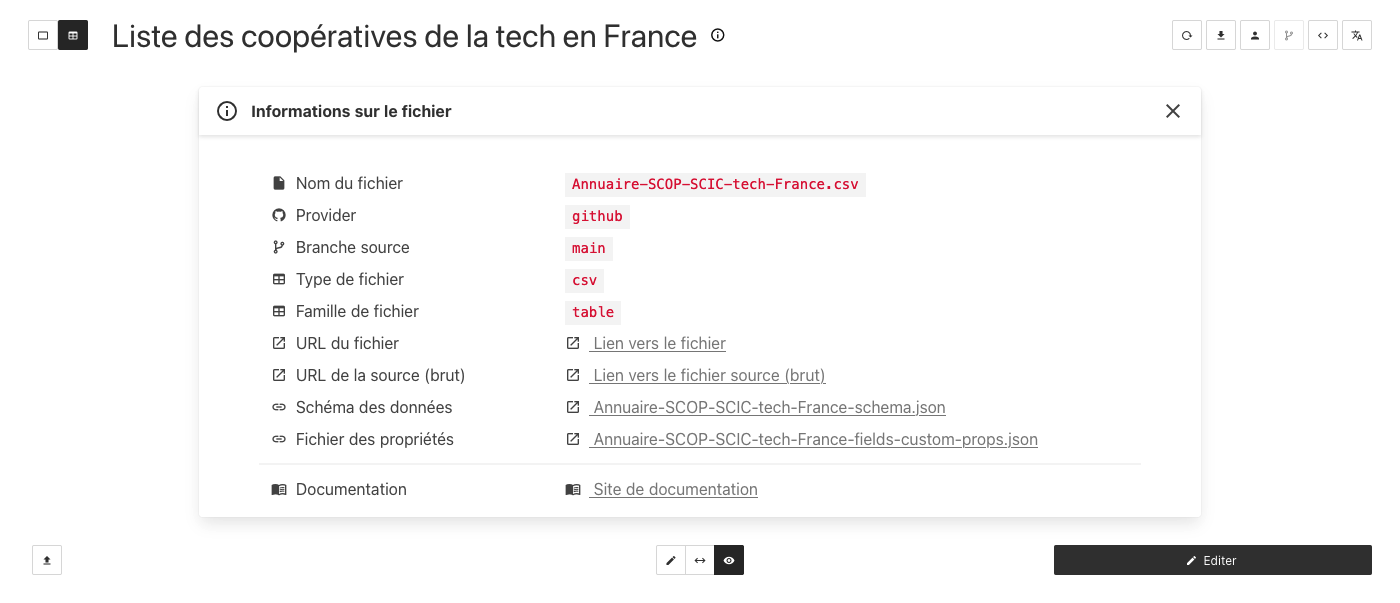 Liste des coopératives de la tech en France
Informations sur le fichier
Nom du fichier Annuaire-SCOP-SCIC-tech-France.csv
Provider github
Branche source main
Type de fichier csv
Famille de fichier table
URL du fichier Lien vers le fichier
URL de la source (brut) Lien vers le fichier source (brut)
Schéma des données Annuaire-SCOP-SCIC-tech-France-schema.json
Fichier des propriétés Annuaire-SCOP-SCIC-tech-France-fields-custom-props.json
Documentation Site de documentation
Editer